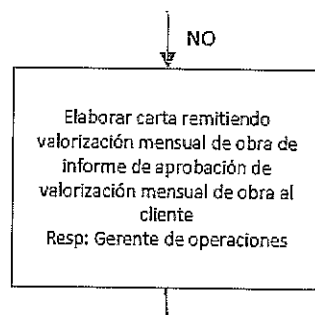 NO
Elaborar carta remitiendo
valorización mensual de obra de
informe de aprobación de
valorización mensual de obra al
cliente
Resp: Gerente de operaciones